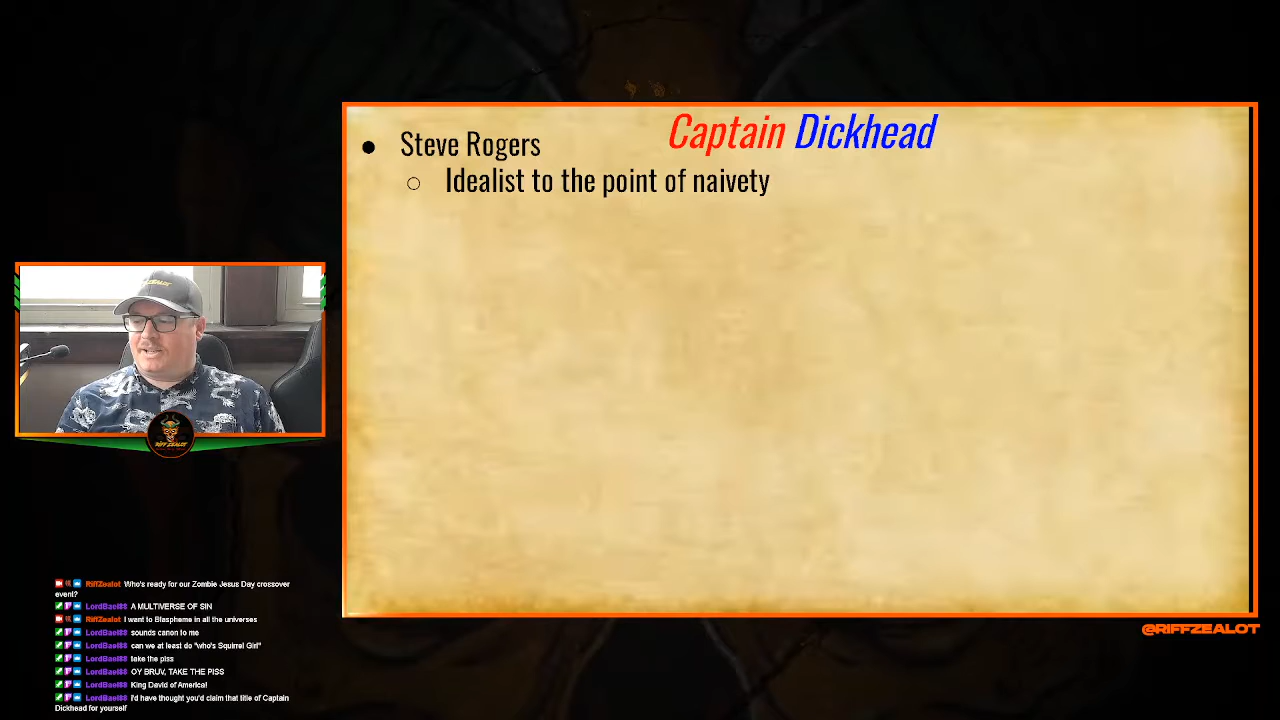 Captain Dickhead
● Steve Rogers
○ Idealist to the point of naivety
RIFF ZEALOT
RiffZealot Who's ready for our Zombie Jesus Day crossover
event?
LordBael88 A MULTIVERSE OF SIN
RiffZealot I want to Blaspheme in all the universes
LordBael88 sounds canon to me
LordBael88 can we at least do "who's Squirrel Girl"
LordBael88 take the piss
LordBael88 OY BRUV, TAKE THE PISS
LordBael88 King David of America!
LordBael88 I'd have thought you'd claim that title of Captain
Dickhead for yourself
@RIFFZEALOT